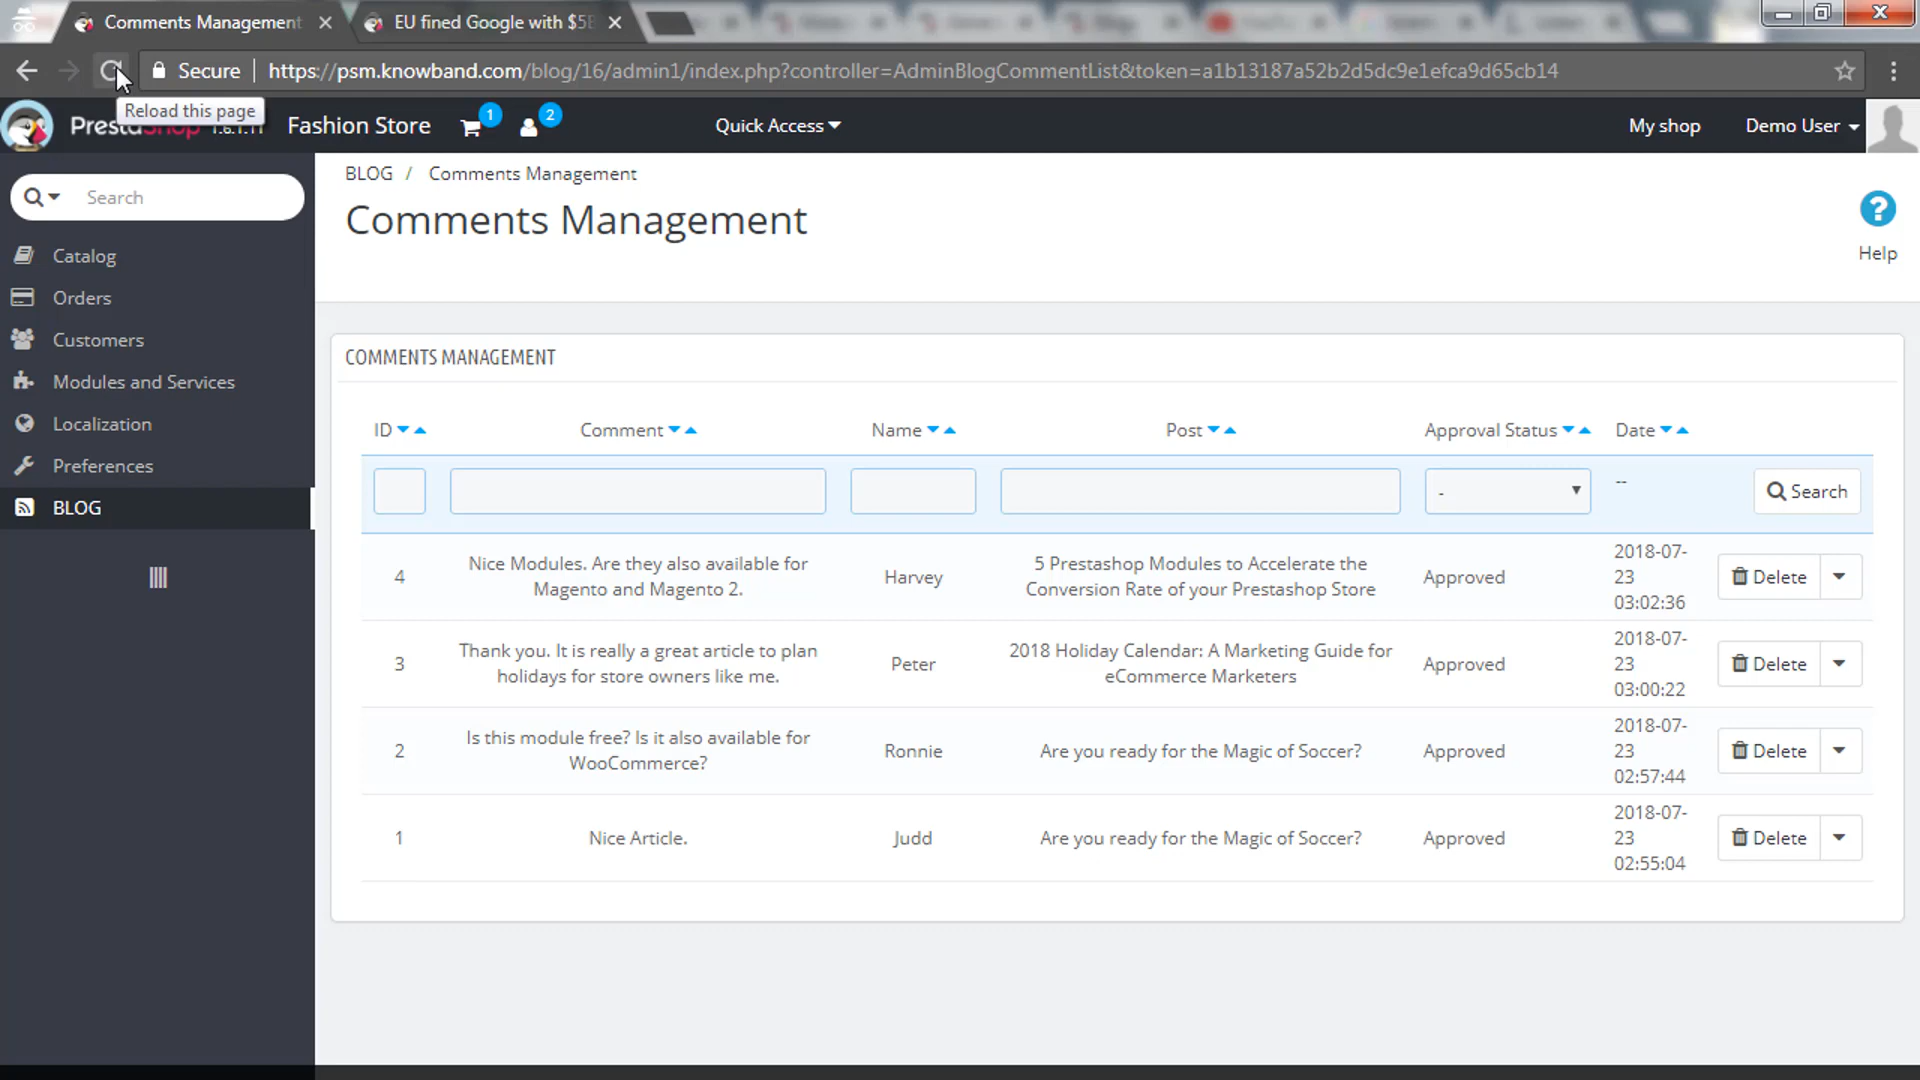 Comments Management
EU fined Google with $5B
Secure https://psm.knowband.com/blog/16/admin1/index.php?controller=AdminBlogCommentList&token=a1b13187a52b2d5dc9e1efca9d65cb14
Reload this page
PrestaShop 1.6.1.11 Fashion Store 1 2 Quick Access My shop Demo User
Search
Catalog
Orders
Customers
Modules and Services
Localization
Preferences
BLOG
BLOG / Comments Management
Comments Management
?
Help
COMMENTS MANAGEMENT
ID Comment Name Post Approval Status Date
- -- Search
4 Nice Modules. Are they also available for Magento and Magento 2. Harvey 5 Prestashop Modules to Accelerate the Conversion Rate of your Prestashop Store Approved 2018-07-23 03:02:36 Delete
3 Thank you. It is really a great article to plan holidays for store owners like me. Peter 2018 Holiday Calendar: A Marketing Guide for eCommerce Marketers Approved 2018-07-23 03:00:22 Delete
2 Is this module free? Is it also available for WooCommerce? Ronnie Are you ready for the Magic of Soccer? Approved 2018-07-23 02:57:44 Delete
1 Nice Article. Judd Are you ready for the Magic of Soccer? Approved 2018-07-23 02:55:04 Delete